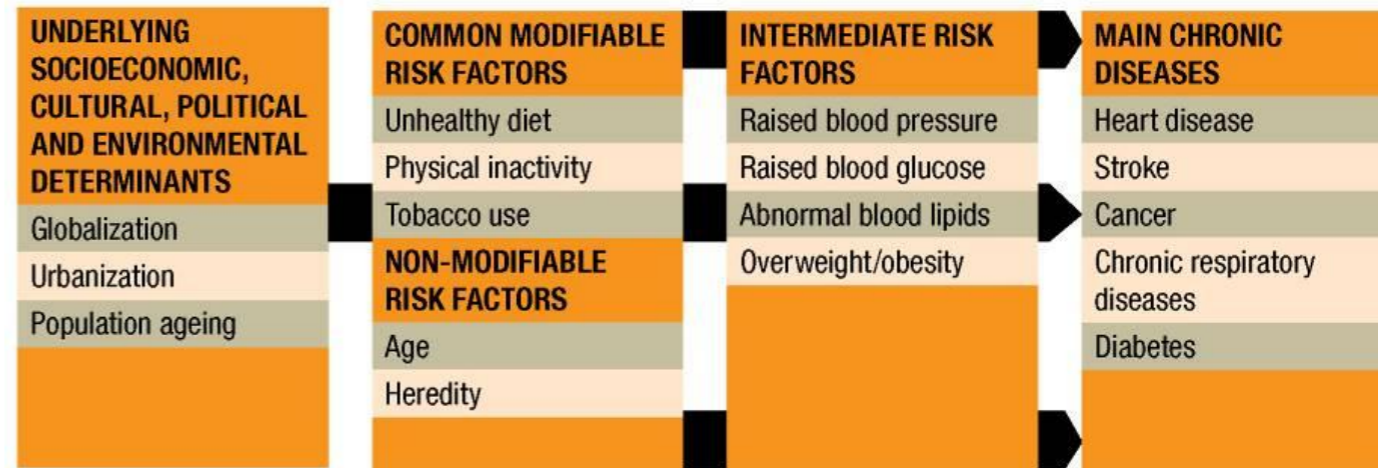 UNDERLYING
SOCIOECONOMIC,
CULTURAL, POLITICAL
AND ENVIRONMENTAL
DETERMINANTS
Globalization
Urbanization
Population ageing
COMMON MODIFIABLE
RISK FACTORS
Unhealthy diet
Physical inactivity
Tobacco use
NON-MODIFIABLE
RISK FACTORS
Age
Heredity
INTERMEDIATE RISK
FACTORS
Raised blood pressure
Raised blood glucose
Abnormal blood lipids
Overweight/obesity
MAIN CHRONIC
DISEASES
Heart disease
Stroke
Cancer
Chronic respiratory
diseases
Diabetes